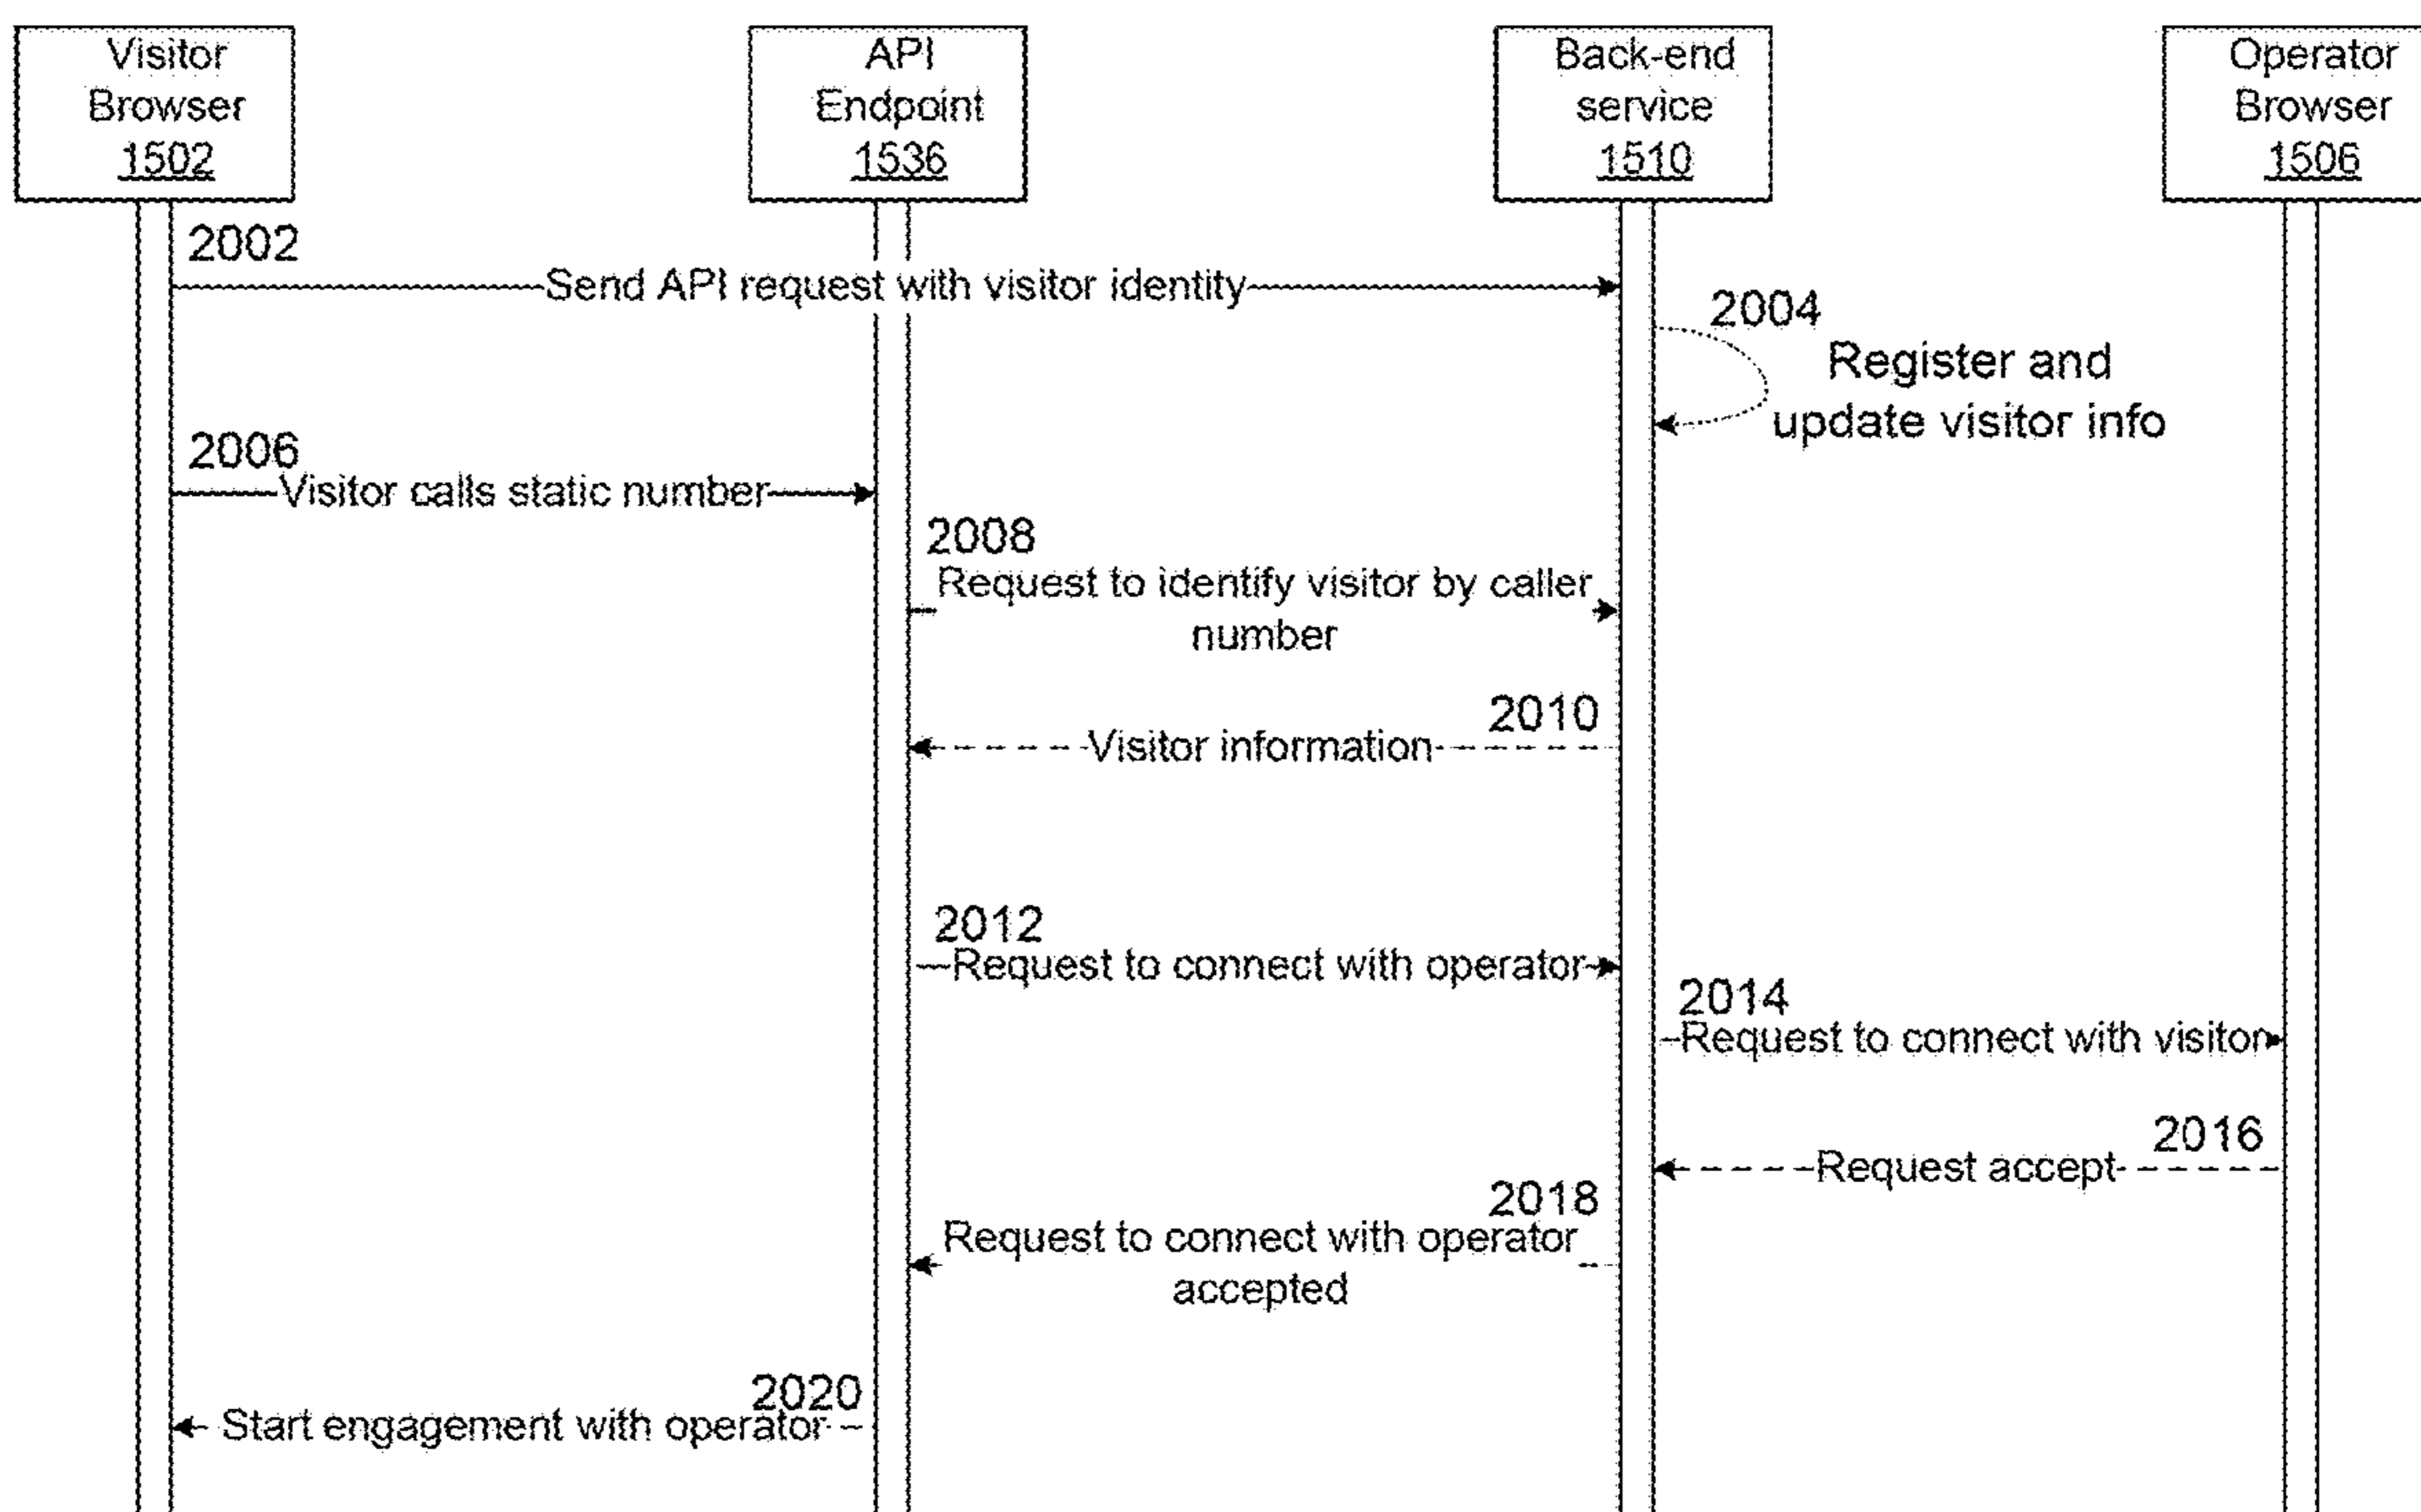 Visitor
Browser
1502
API
Endpoint
1536
Back-end
service
1510
Operator
Browser
1506
2002
Send API request with visitor identity
2004
Register and
update visitor info
2006
Visitor calls static number
2008
Request to identify visitor by caller
number
2010
Visitor information
2012
Request to connect with operator
2014
Request to connect with visitor
2016
Request accept
2018
Request to connect with operator
accepted
2020
Start engagement with operator